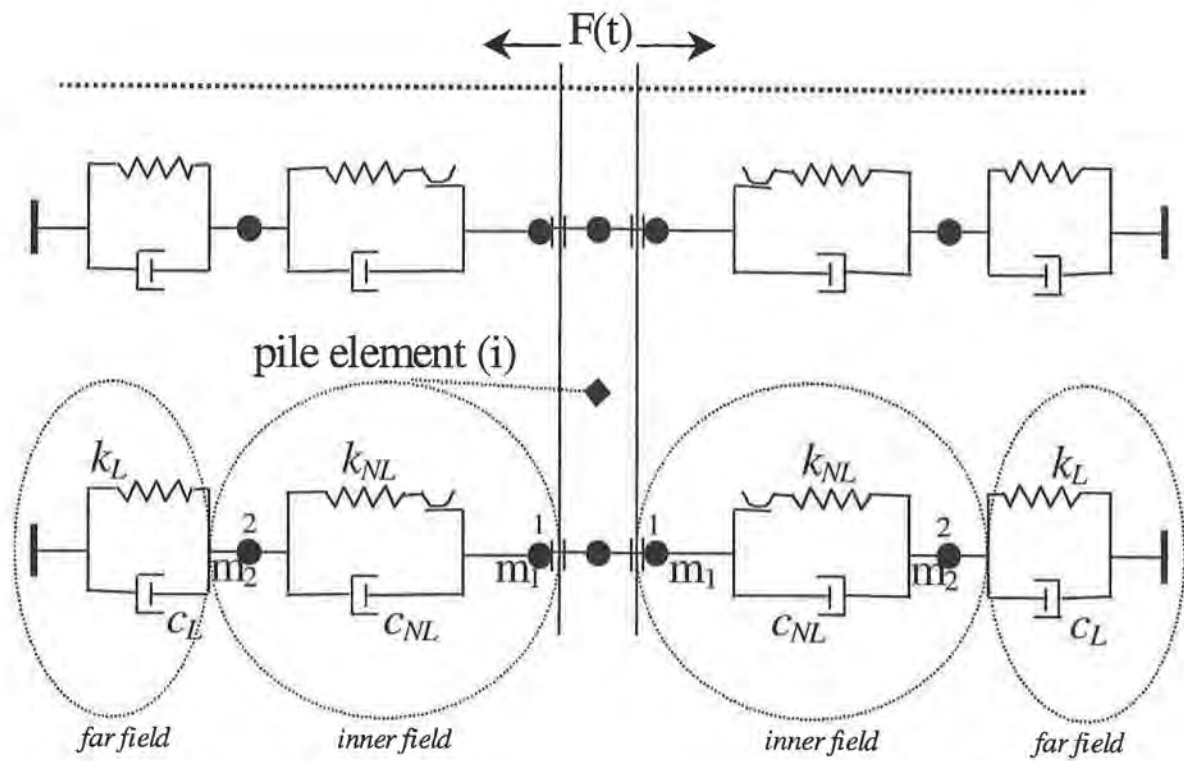 F(t)
pile element (i)
k_L k_NL k_NL k_L
2 1 1 2
m_2 m_1 m_1 m_2
c_L c_NL c_NL c_L
far field inner field inner field far field